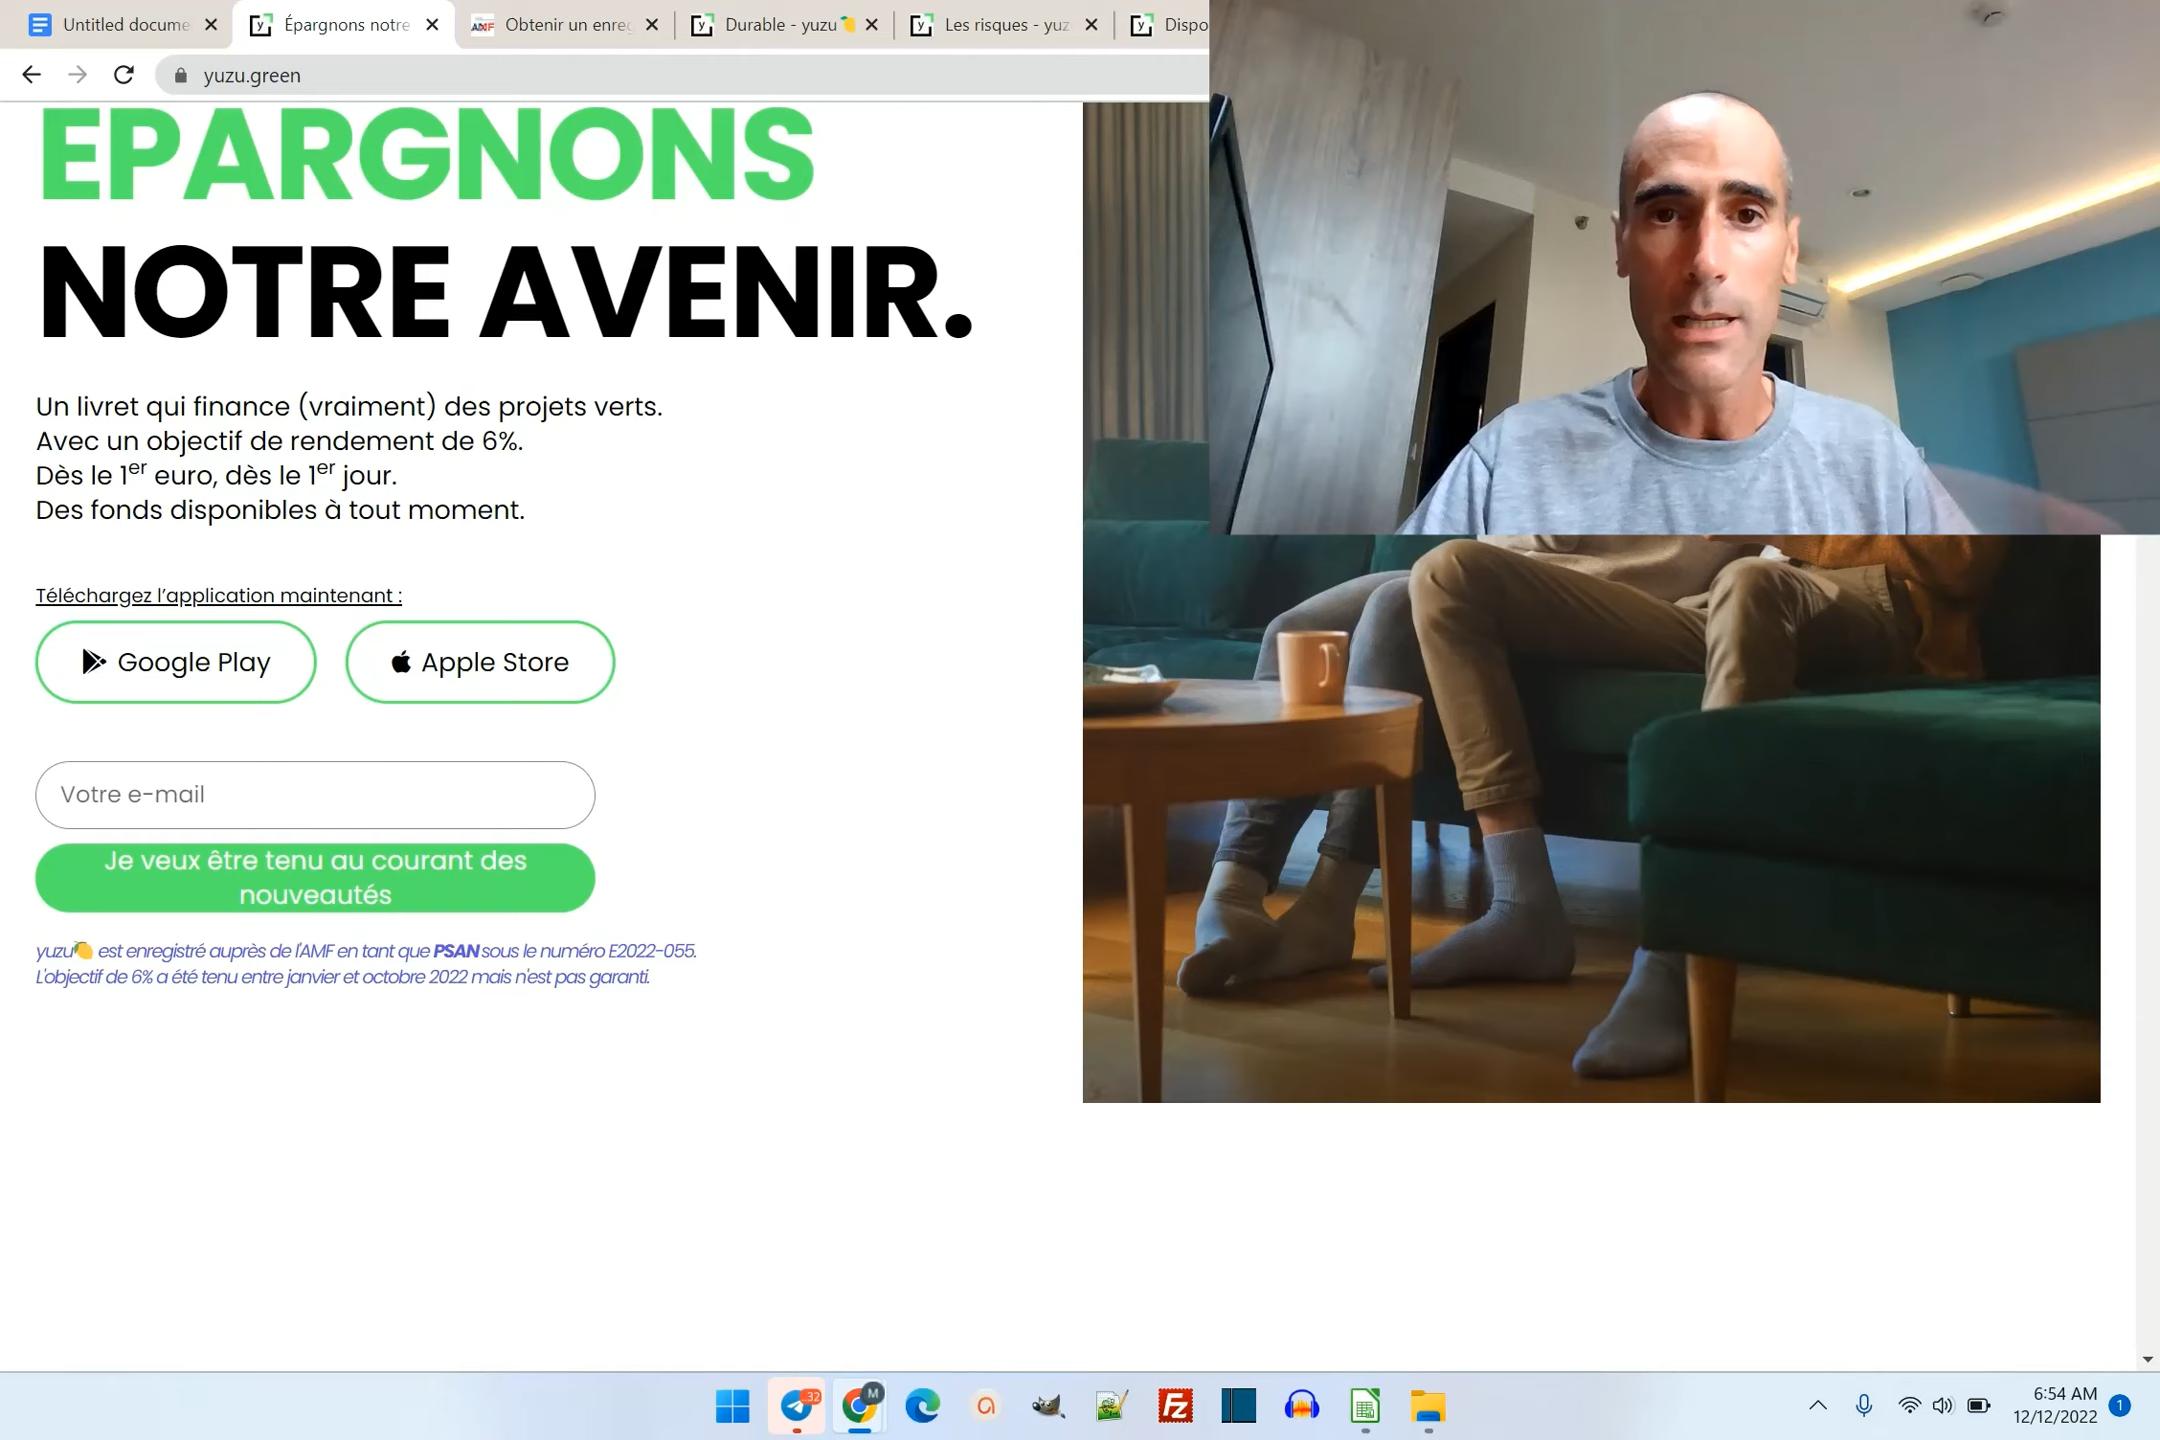 Untitled docume
Épargnons notre
AMF
Obtenir un enreg
Durable - yuzu
Les risques - yuz
Dispo
yuzu.green
EPARGNONS
NOTRE AVENIR.
Un livret qui finance (vraiment) des projets verts.
Avec un objectif de rendement de 6%.
Dès le 1er euro, dès le 1er jour.
Des fonds disponibles à tout moment.
Téléchargez l'application maintenant :
Google Play
Apple Store
Votre e-mail
Je veux être tenu au courant des
nouveautés
yuzu🍋 est enregistré auprès de l'AMF en tant que PSAN sous le numéro E2022-055.
L'objectif de 6% a été tenu entre janvier et octobre 2022 mais n'est pas garanti.
32
M
Fz
6:54 AM
12/12/2022
1